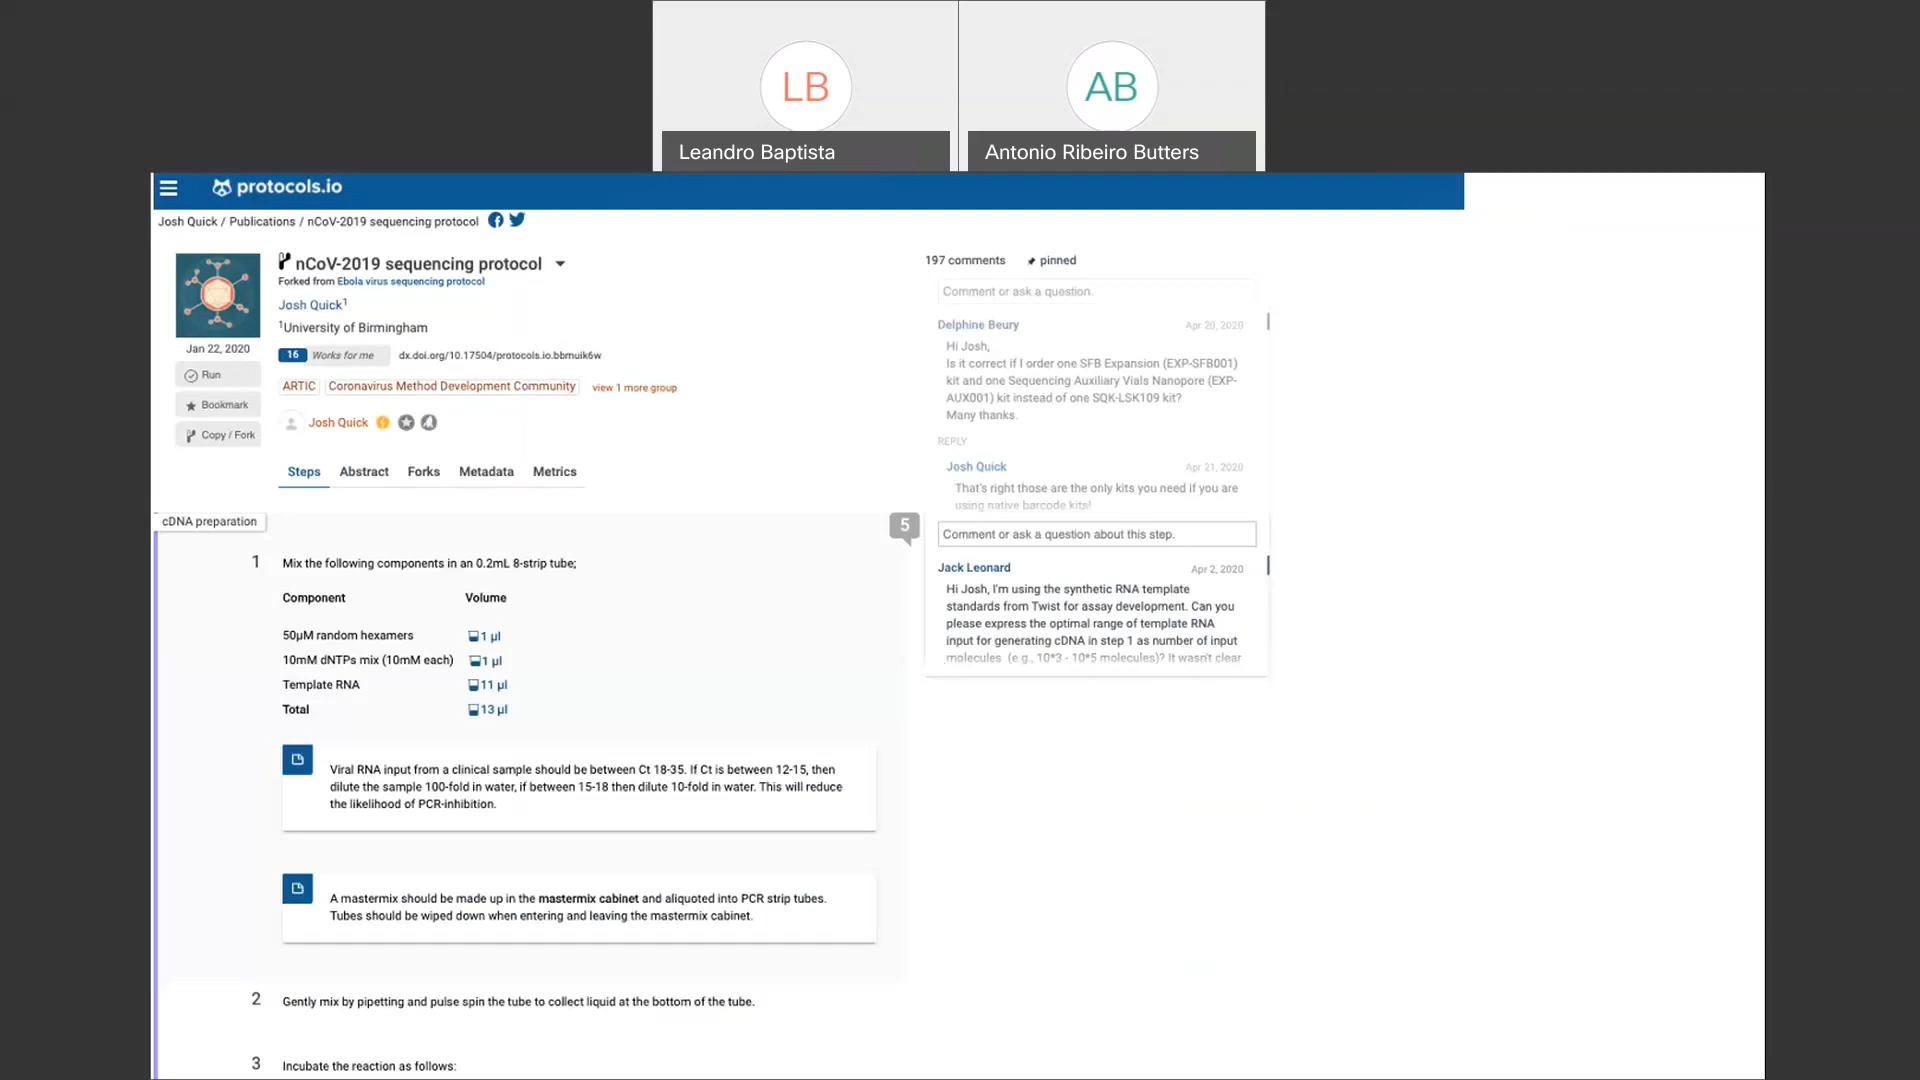 LB
AB
Leandro Baptista
Antonio Ribeiro Butters
protocols.io
Josh Quick / Publications / nCoV-2019 sequencing protocol
nCoV-2019 sequencing protocol
Forked from Ebola virus sequencing protocol
Josh Quick1
1University of Birmingham
Jan 22, 2020
16 Works for me dx.doi.org/10.17504/protocols.io.bbmuik6w
Run
ARTIC Coronavirus Method Development Community view 1 more group
Bookmark
Josh Quick
Copy / Fork
Steps Abstract Forks Metadata Metrics
197 comments pinned
Comment or ask a question.
Delphine Beury Apr 20, 2020
Hi Josh,
Is it correct if I order one SFB Expansion (EXP-SFB001)
kit and one Sequencing Auxiliary Vials Nanopore (EXP-
AUX001) kit instead of one SQK-LSK109 kit?
Many thanks.
REPLY
Josh Quick Apr 21, 2020
That's right those are the only kits you need if you are
using native barcode kits!
cDNA preparation
5
Comment or ask a question about this step.
Jack Leonard Apr 2, 2020
Hi Josh, I'm using the synthetic RNA template
standards from Twist for assay development. Can you
please express the optimal range of template RNA
input for generating cDNA in step 1 as number of input
molecules (e.g., 10*3 - 10*5 molecules)? It wasn't clear
1 Mix the following components in an 0.2mL 8-strip tube;
Component Volume
50µM random hexamers 1 µl
10mM dNTPs mix (10mM each) 1 µl
Template RNA 11 µl
Total 13 µl
Viral RNA input from a clinical sample should be between Ct 18-35. If Ct is between 12-15, then
dilute the sample 100-fold in water, if between 15-18 then dilute 10-fold in water. This will reduce
the likelihood of PCR-inhibition.
A mastermix should be made up in the mastermix cabinet and aliquoted into PCR strip tubes.
Tubes should be wiped down when entering and leaving the mastermix cabinet.
2 Gently mix by pipetting and pulse spin the tube to collect liquid at the bottom of the tube.
3 Incubate the reaction as follows: